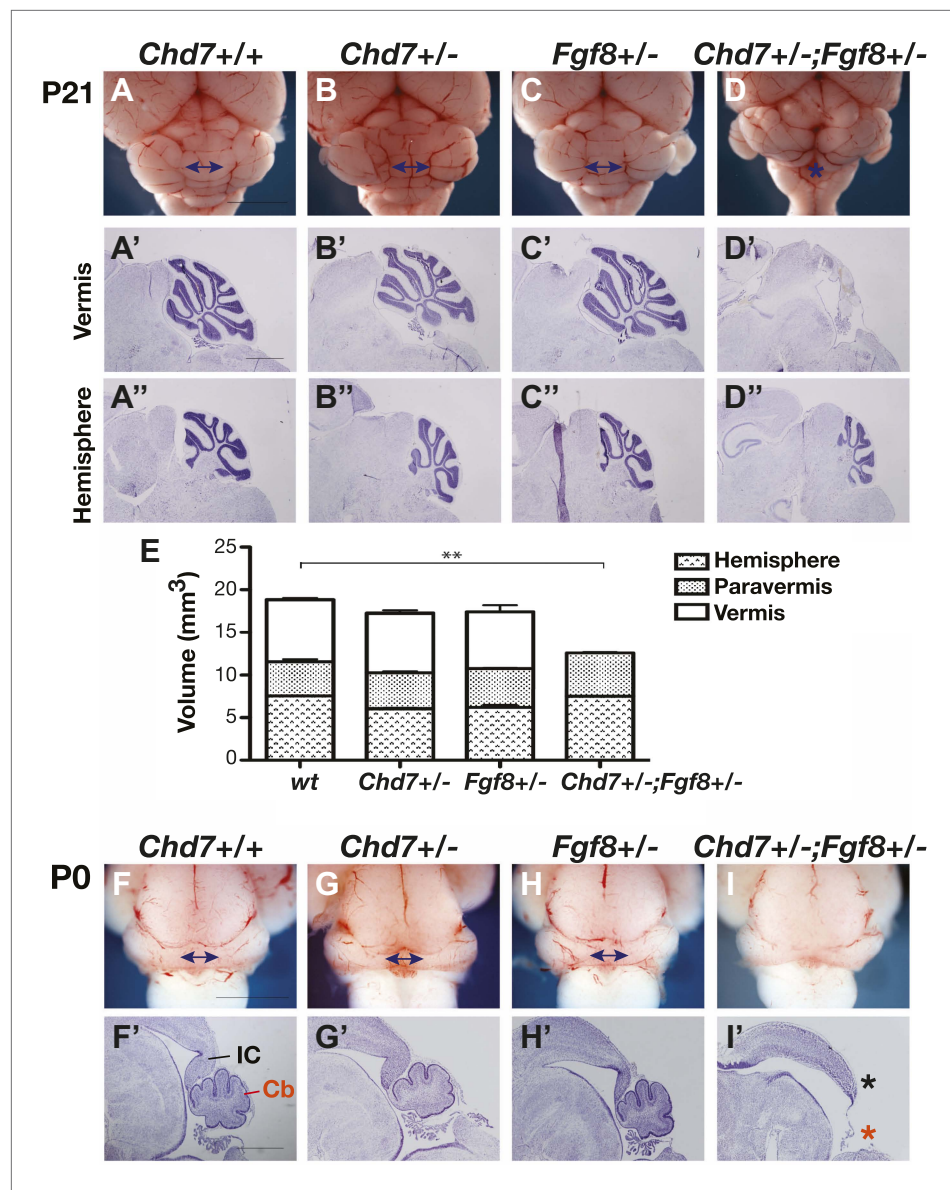 Chd7+/+ Chd7+/- Fgf8+/- Chd7+/-;Fgf8+/-
P21
A B C D
*
Vermis
A' B' C' D'
Hemisphere
A" B" C" D"
E
Volume (mm3)
25
20
15
10
5
0
**
Hemisphere
Paravermis
Vermis
wt Chd7+/- Fgf8+/- Chd7+/-;Fgf8+/-
Chd7+/+ Chd7+/- Fgf8+/- Chd7+/-;Fgf8+/-
P0
F G H I
F' G' H' I'
IC
Cb
*
*